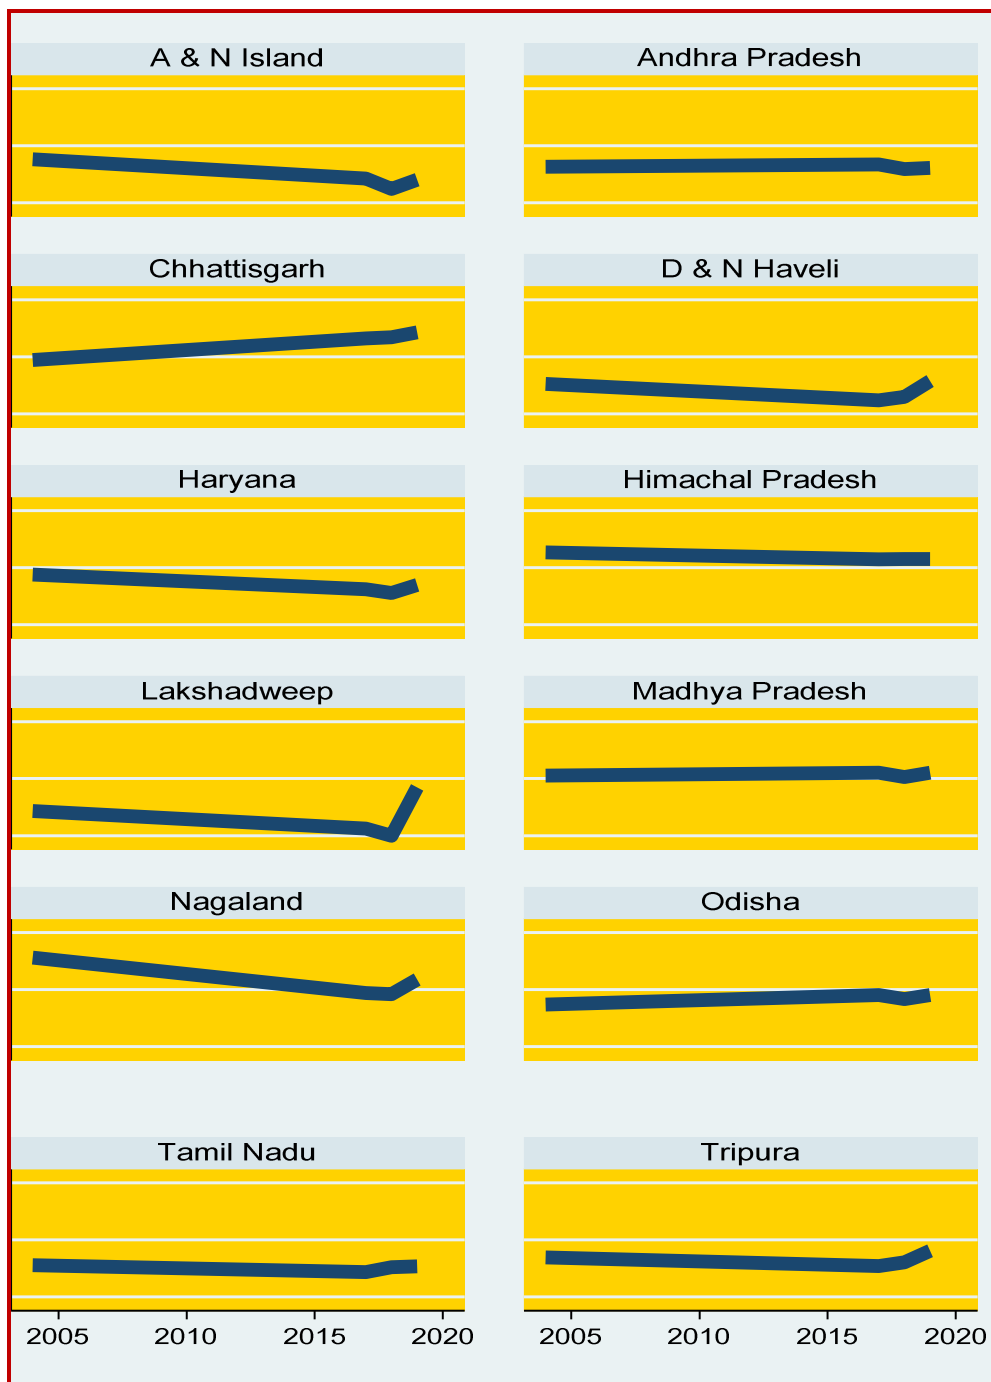 A & N Island
Andhra Pradesh
Chhattisgarh
D & N Haveli
Haryana
Himachal Pradesh
Lakshadweep
Madhya Pradesh
Nagaland
Odisha
Tamil Nadu
Tripura
2005 2010 2015 2020
2005 2010 2015 2020